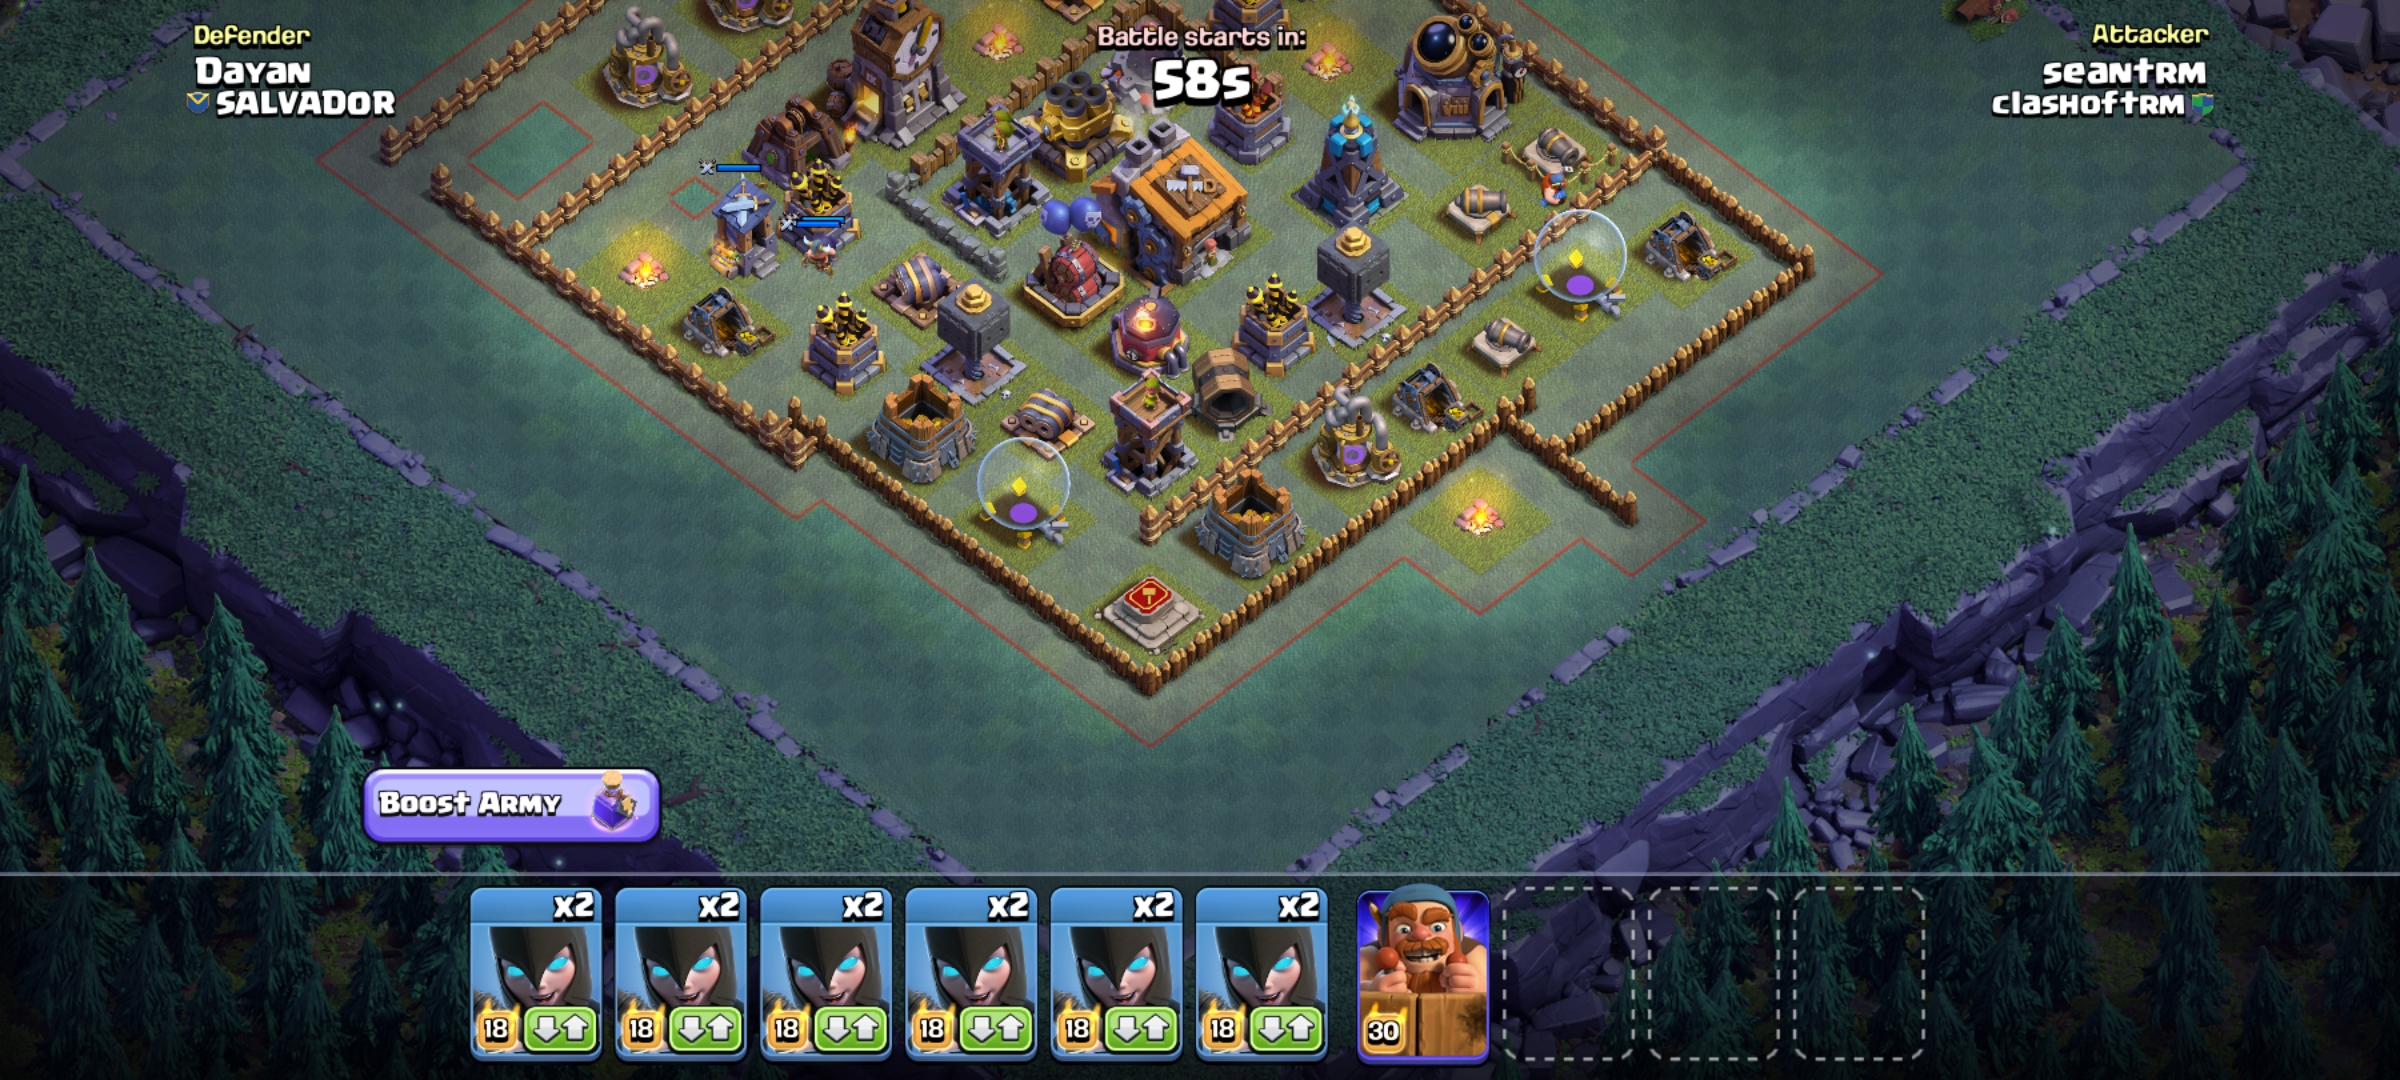 Defender
Dayan
SALVADOR
Battle starts in:
58s
Attacker
seantRM
clashoftRM
Boost Army
x2
x2
x2
x2
x2
x2
18
18
18
18
18
18
30